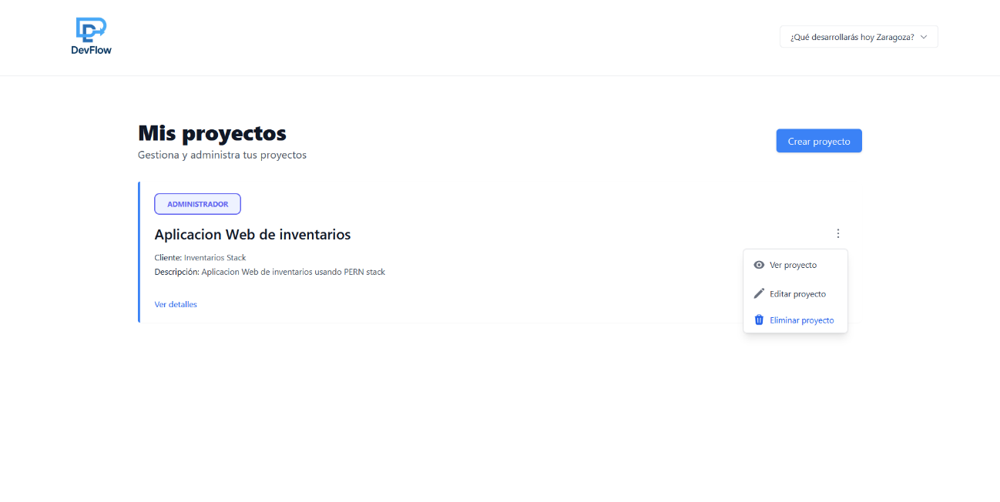 DevFlow
¿Qué desarrollarás hoy Zaragoza?
Mis proyectos
Crear proyecto
Gestiona y administra tus proyectos
ADMINISTRADOR
Aplicacion Web de inventarios
Cliente: Inventarios Stack
Descripción: Aplicacion Web de inventarios usando PERN stack
Ver detalles
Ver proyecto
Editar proyecto
Eliminar proyecto